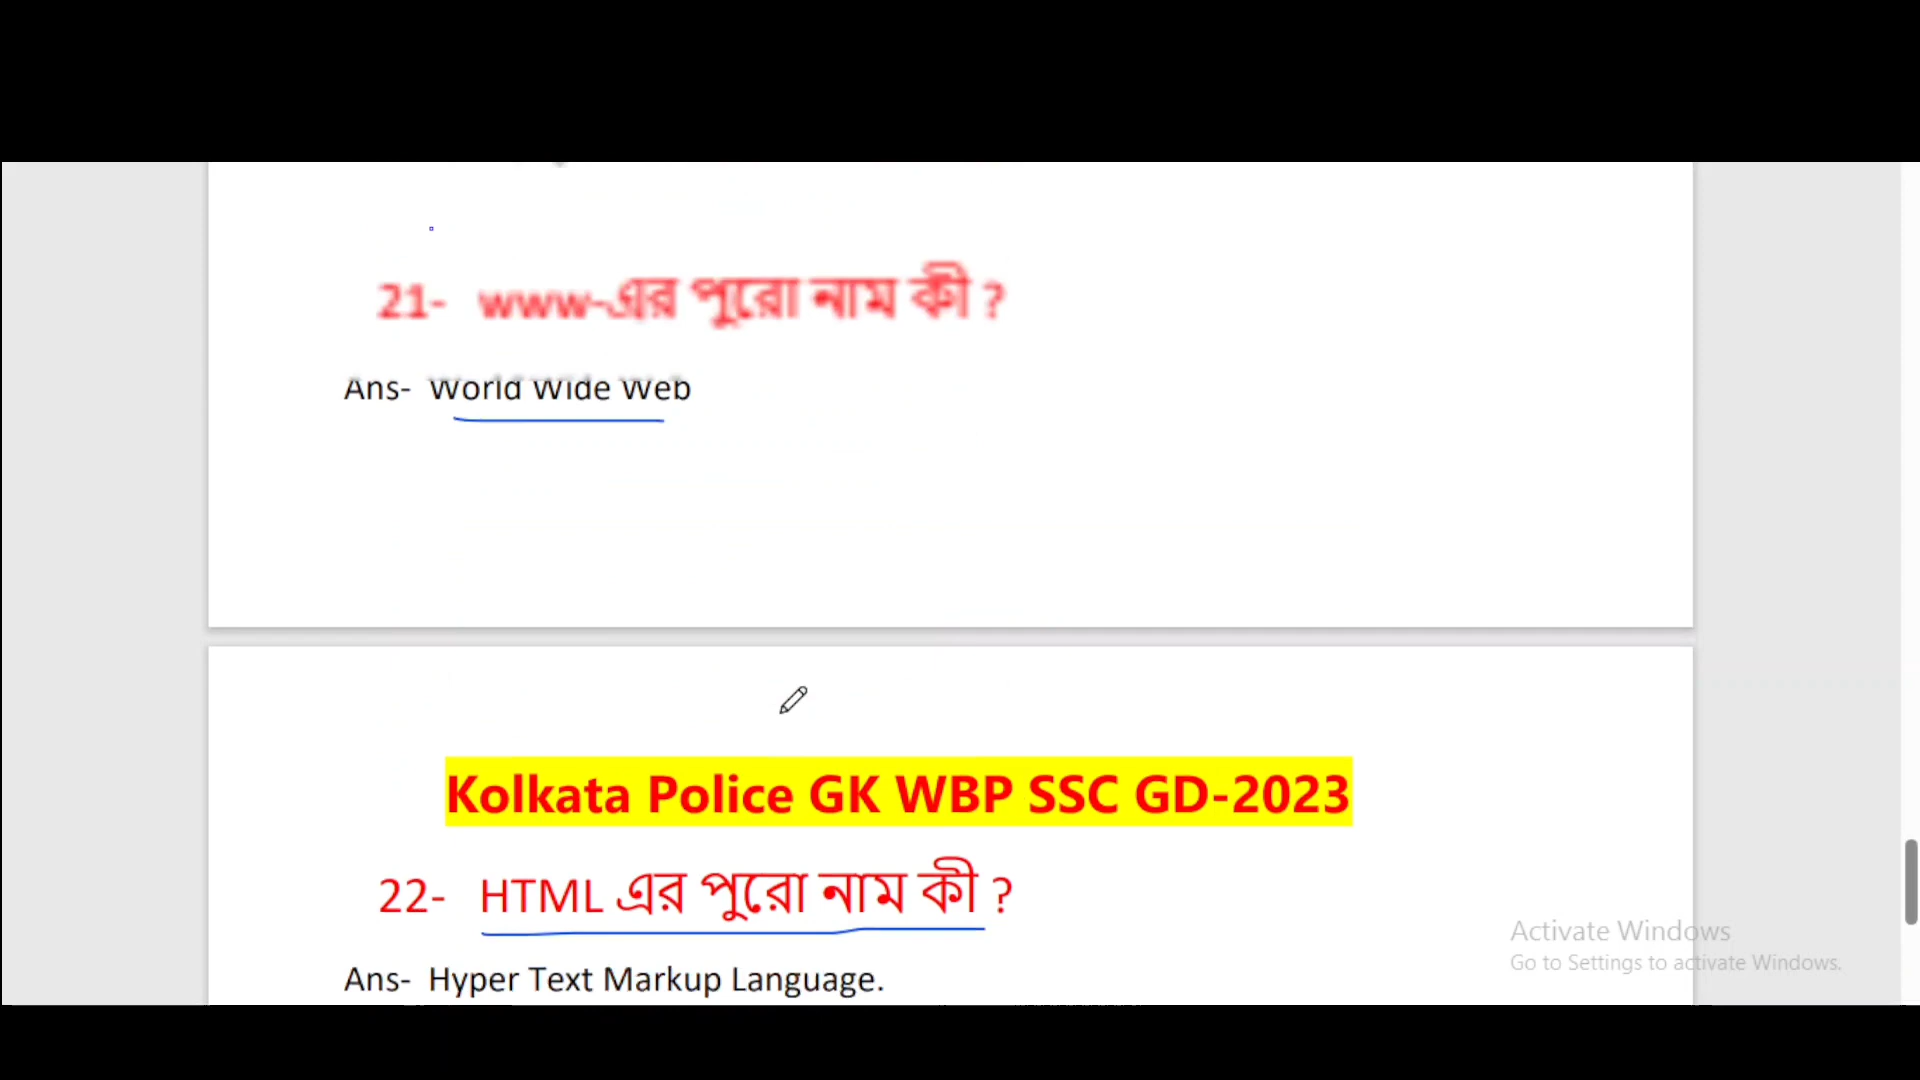 21- www-এর পুরো নাম কী ?
Ans- World Wide Web
Kolkata Police GK WBP SSC GD-2023
22- HTML এর পুরো নাম কী ?
Ans- Hyper Text Markup Language.
Activate Windows
Go to Settings to activate Windows.